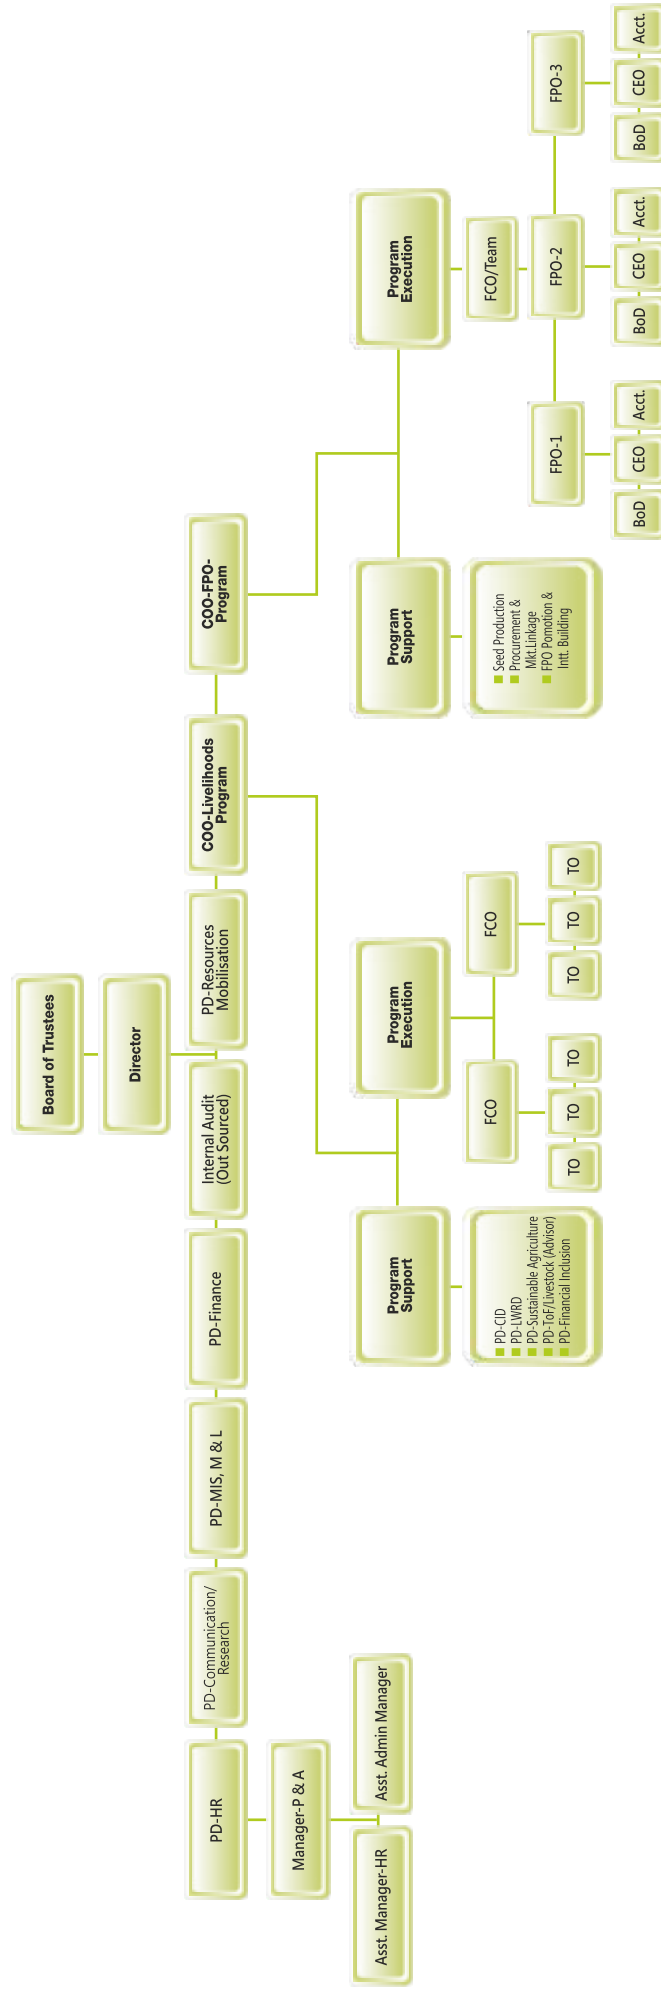 Board of Trustees
Director
PD-HR
PD-Communication/
Research
PD-MIS, M & L
PD-Finance
Internal Audit
(Out Sourced)
PD-Resources
Mobilisation
COO-Livelihoods
Program
COO-FPO-
Program
Manager-P & A
Asst. Manager-HR
Asst. Admin Manager
Program
Support
Program
Execution
Program
Support
Program
Execution
PD-CID
PD-LWRD
PD-Sustainable Agriculture
PD-ToF/Livestock (Advisor)
PD-Financial Inclusion
FCO
FCO
TO
TO
TO
TO
TO
TO
Seed Production
Procurement &
Mkt.Linkage
FPO Pomotion &
Intt. Building
FCO/Team
FPO-1
FPO-2
FPO-3
BoD
CEO
Acct.
BoD
CEO
Acct.
BoD
CEO
Acct.